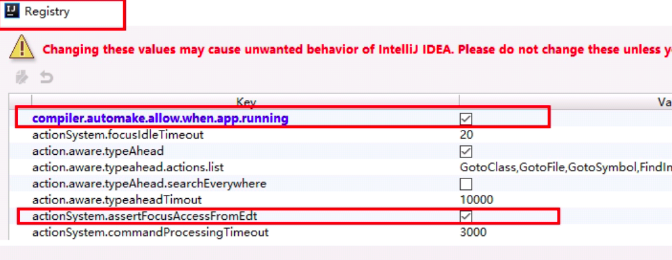 Registry
Changing these values may cause unwanted behavior of IntelliJ IDEA. Please do not change these unless y
Key Va
compiler.automake.allow.when.app.running
actionSystem.focusIdleTimeout 20
action.aware.typeAhead
action.aware.typeahead.actions.list GotoClass,GotoFile,GotoSymbol,FindIn
action.aware.typeAhead.searchEverywhere
action.aware.typeaheadTimout 10000
actionSystem.assertFocusAccessFromEdt
actionSystem.commandProcessingTimeout 3000